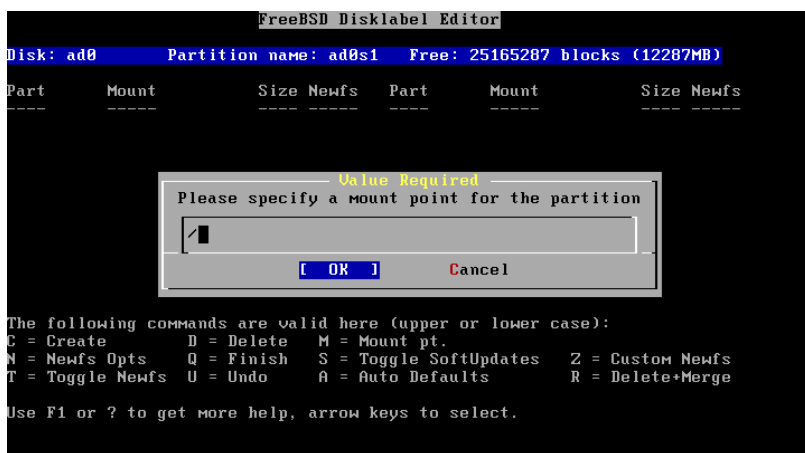 FreeBSD Disklabel Editor
Disk: ad0 Partition name: ad0s1 Free: 25165287 blocks (12287MB)
Part Mount Size Newfs Part Mount Size Newfs
---- ----- ---- ----- ---- ----- ---- -----
Value Required
Please specify a mount point for the partition
/
[ OK ] Cancel
The following commands are valid here (upper or lower case):
C = Create D = Delete M = Mount pt.
N = Newfs Opts Q = Finish S = Toggle SoftUpdates Z = Custom Newfs
T = Toggle Newfs U = Undo A = Auto Defaults R = Delete+Merge
Use F1 or ? to get more help, arrow keys to select.